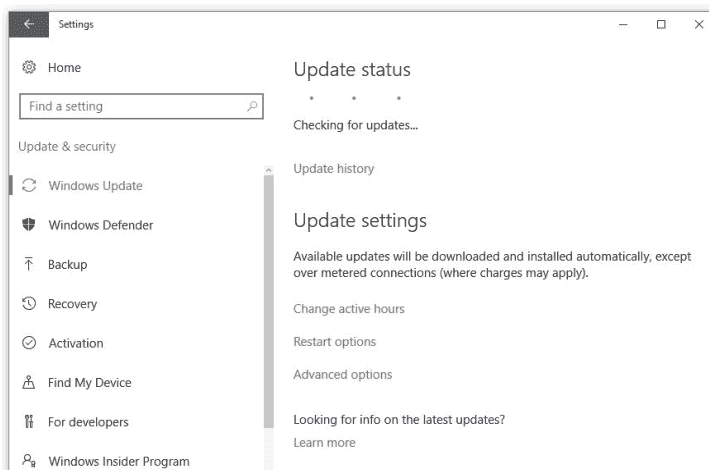 Settings
Home
Find a setting
Update & security
Windows Update
Windows Defender
Backup
Recovery
Activation
Find My Device
For developers
Windows Insider Program
Update status
Checking for updates...
Update history
Update settings
Available updates will be downloaded and installed automatically, except
over metered connections (where charges may apply).
Change active hours
Restart options
Advanced options
Looking for info on the latest updates?
Learn more